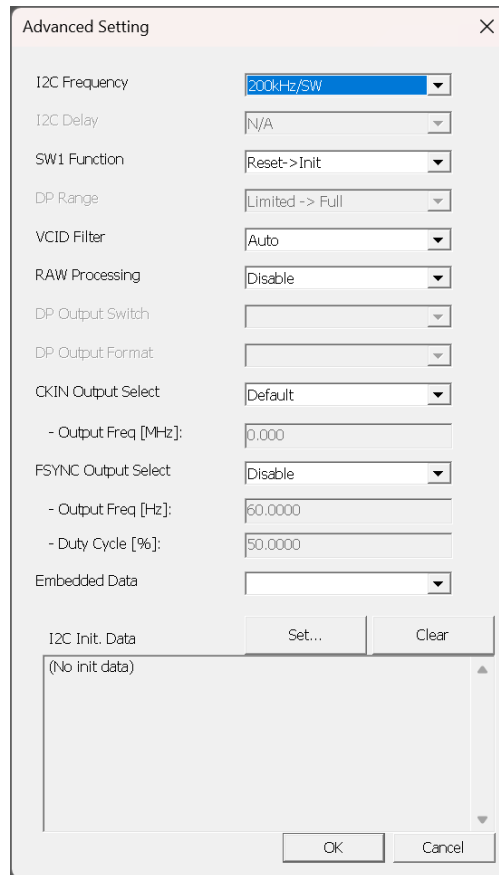 Advanced Setting
I2C Frequency 200kHz/SW
I2C Delay N/A
SW1 Function Reset->Init
DP Range Limited -> Full
VCID Filter Auto
RAW Processing Disable
DP Output Switch
DP Output Format
CKIN Output Select Default
- Output Freq [MHz]: 0.000
FSYNC Output Select Disable
- Output Freq [Hz]: 60.0000
- Duty Cycle [%]: 50.0000
Embedded Data
I2C Init. Data Set... Clear
(No init data)
OK Cancel